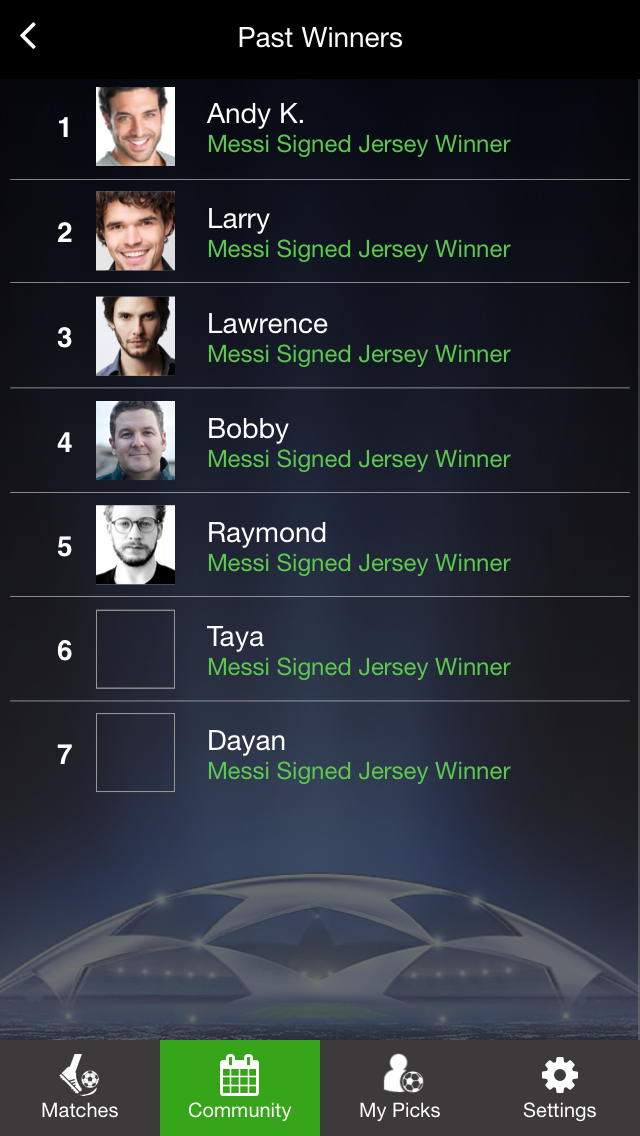 Past Winners
1
Andy K.
Messi Signed Jersey Winner
2
Larry
Messi Signed Jersey Winner
3
Lawrence
Messi Signed Jersey Winner
4
Bobby
Messi Signed Jersey Winner
5
Raymond
Messi Signed Jersey Winner
6
Taya
Messi Signed Jersey Winner
7
Dayan
Messi Signed Jersey Winner
Matches
Community
My Picks
Settings